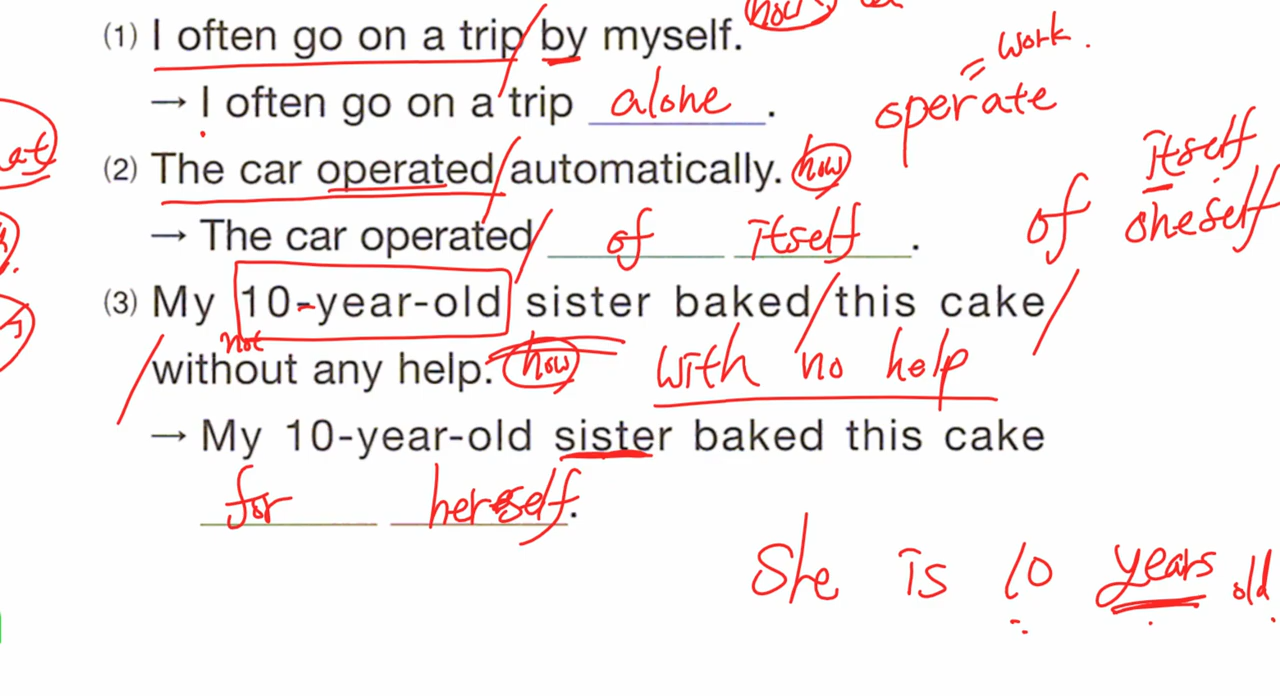 how
(1) I often go on a trip by myself.
= work.
→ I often go on a trip alone. operate
at
(2) The car operated automatically. how
itself
→ The car operated of itself. of oneself
(3) My 10-year-old sister baked this cake
not
without any help. how with no help
→ My 10-year-old sister baked this cake
for herself.
She is 10 years old